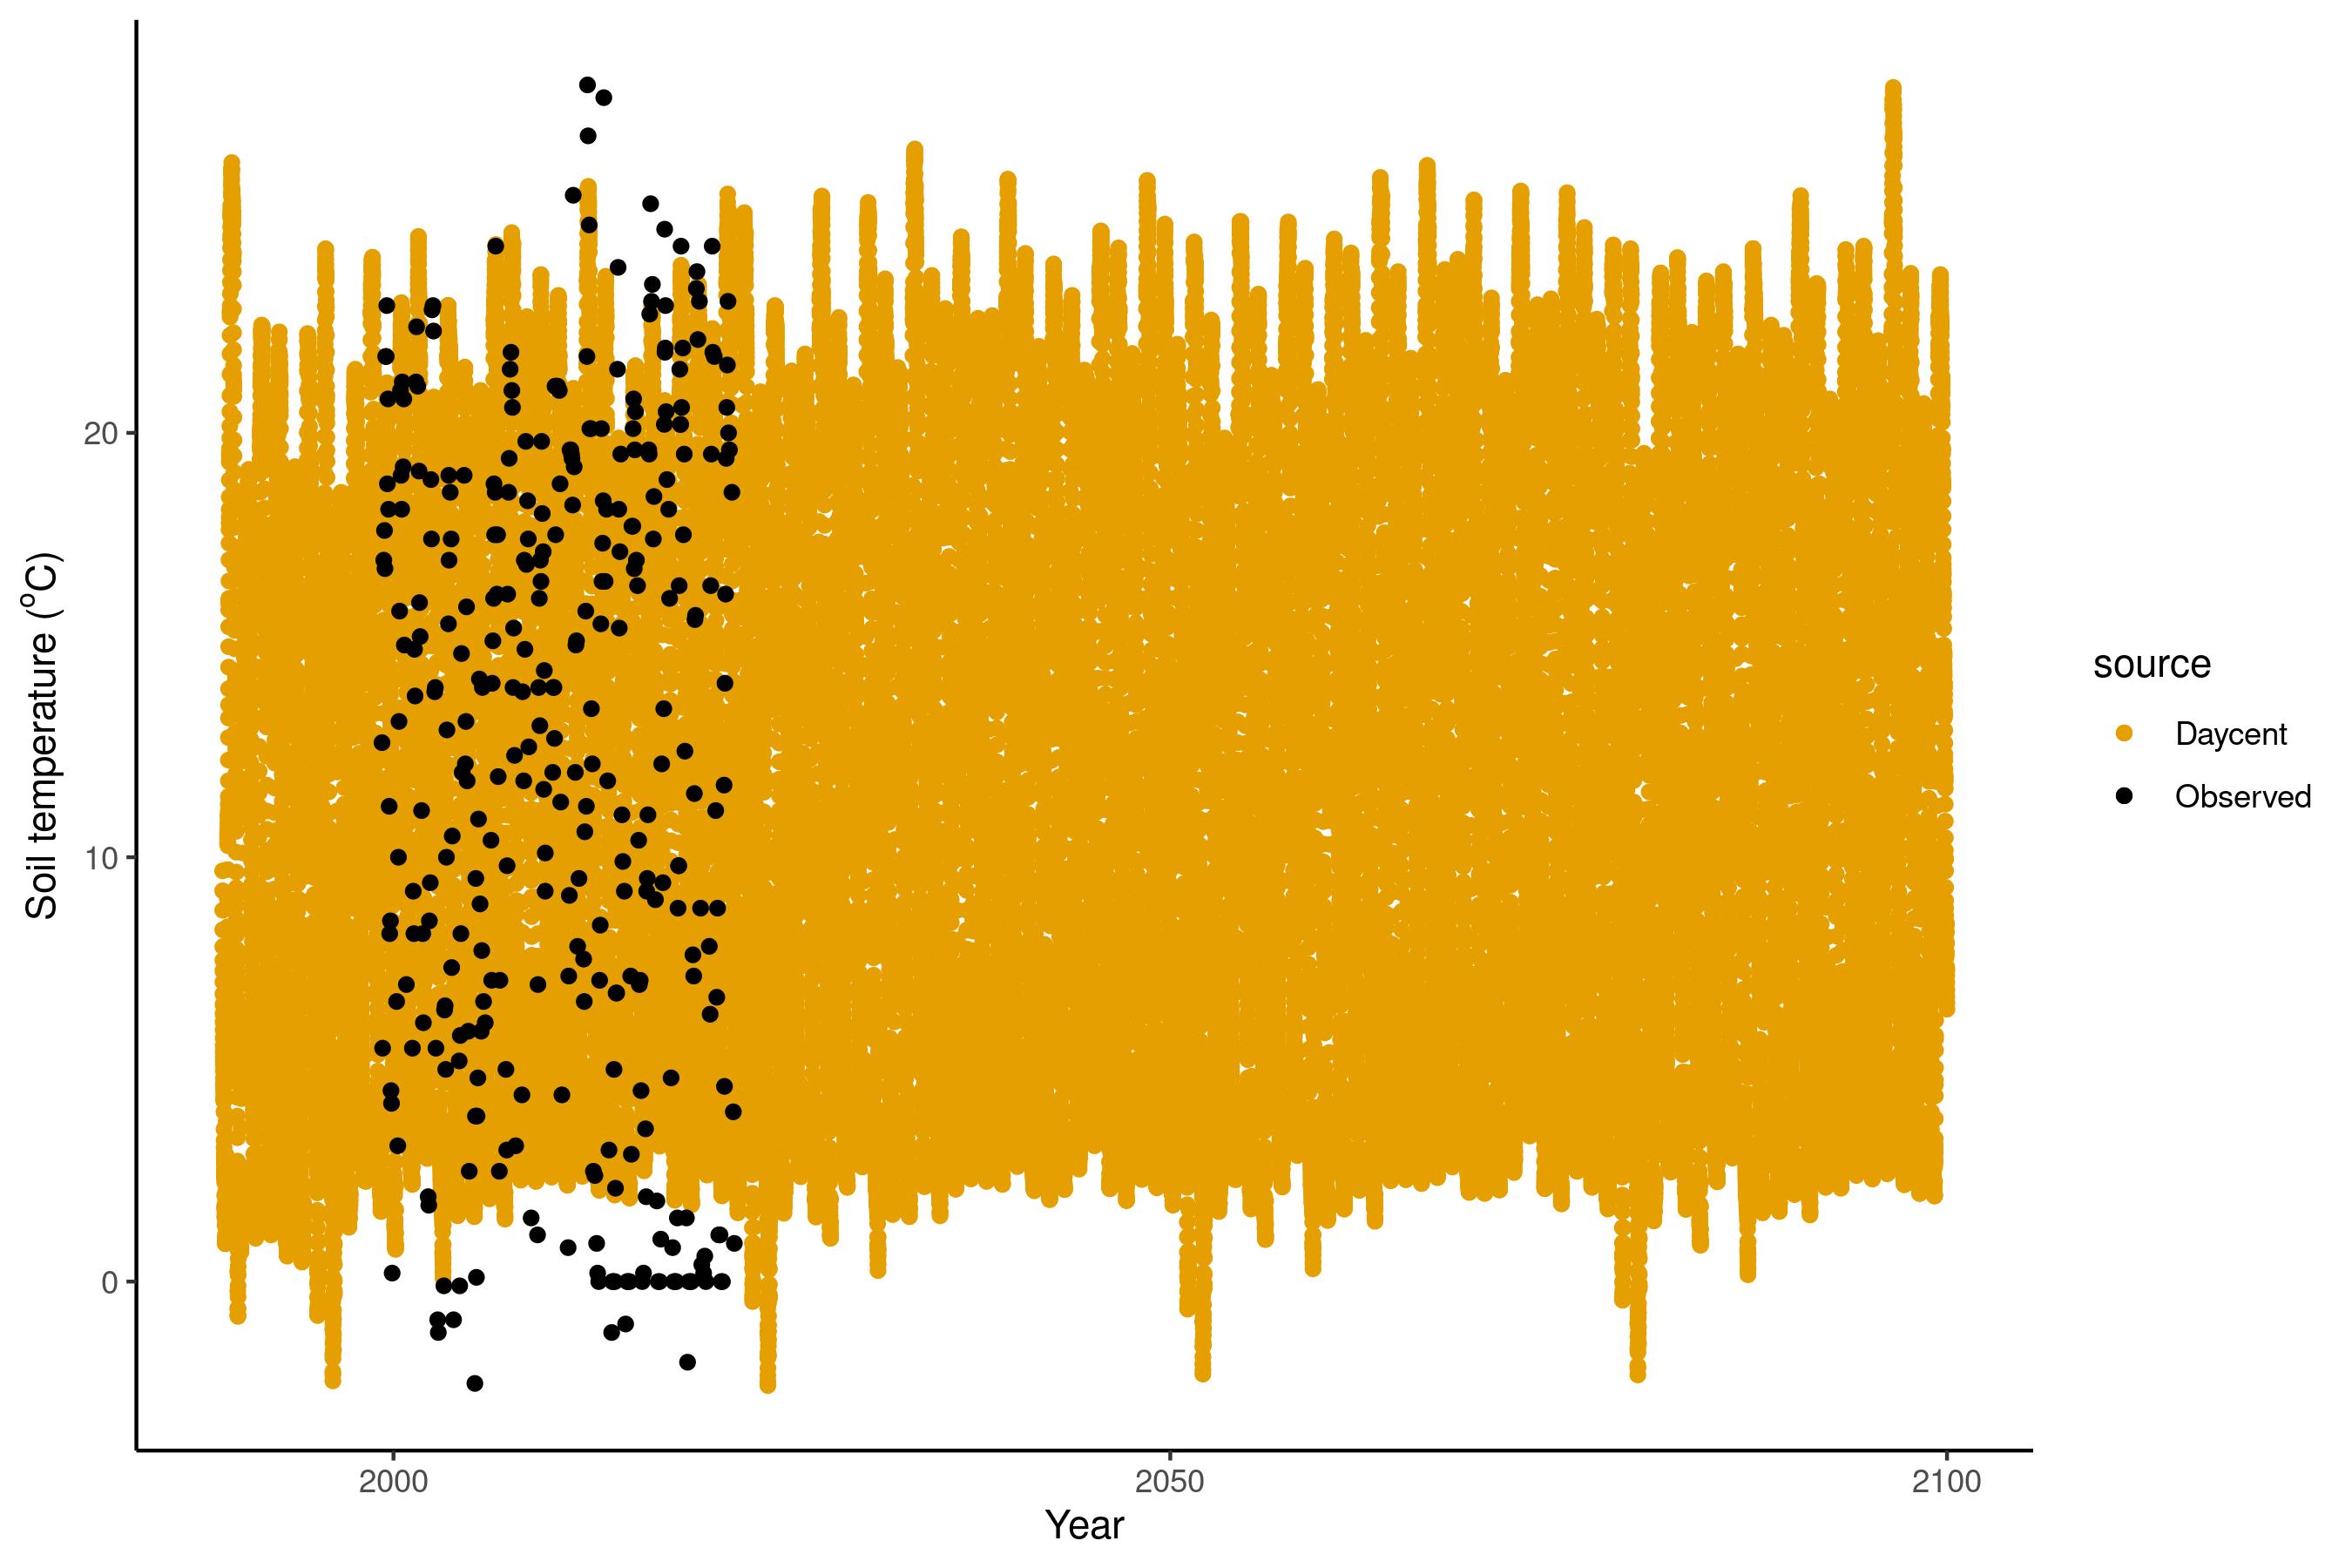 Soil temperature (°C)
20
10
0
2000
2050
2100
Year
source
Daycent
Observed